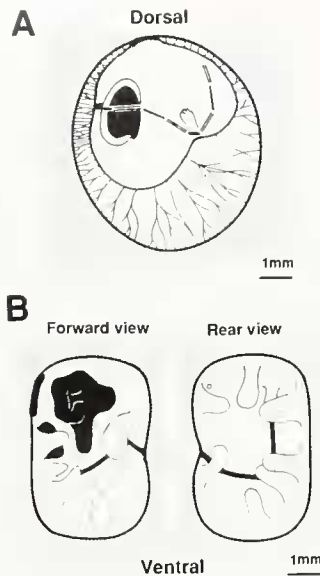 A
Dorsal
1mm
B
Forward view
Rear view
Ventral
1mm